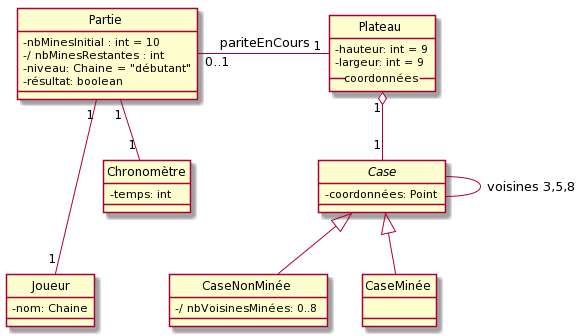 Partie
-nbMinesInitial : int = 10
-/ nbMinesRestantes : int
-niveau: Chaine = "débutant"
-résultat: boolean
pariteEnCours 1
0..1
Plateau
-hauteur: int = 9
-largeur: int = 9
coordonnées
1
1
1
1
1
1
Chronomètre
-temps: int
Case
-coordonnées: Point
voisines 3,5,8
Joueur
-nom: Chaine
CaseNonMinée
-/ nbVoisinesMinées: 0..8
CaseMinée